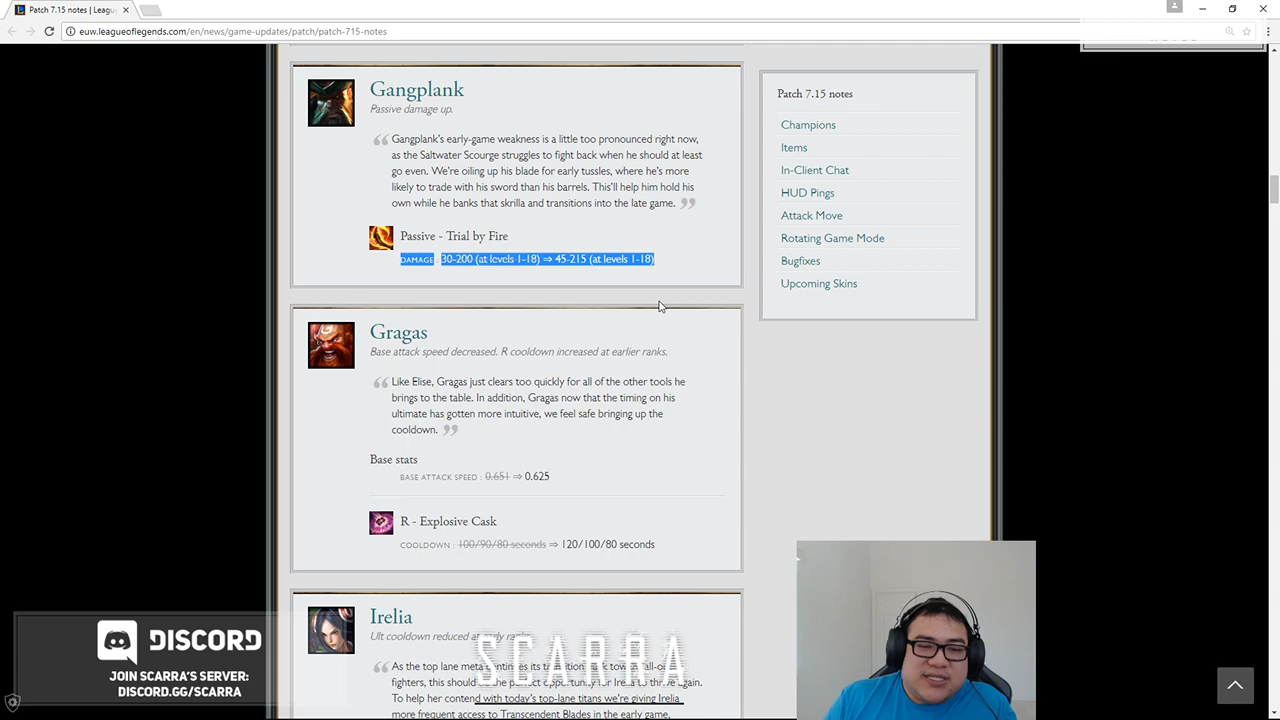 Patch 7.15 notes | Leagu
euw.leagueoflegends.com/en/news/game-updates/patch/patch-715-notes
Gangplank
Passive damage up.
Gangplank's early-game weakness is a little too pronounced right now,
as the Saltwater Scourge struggles to fight back when he should at least
go even. We're oiling up his blade for early tussles, where he's more
likely to trade with his sword than his barrels. This'll help him hold his
own while he banks that skrilla and transitions into the late game.
Passive - Trial by Fire
DAMAGE : 30-200 (at levels 1-18) ⇒ 45-215 (at levels 1-18)
Gragas
Base attack speed decreased. R cooldown increased at earlier ranks.
Like Elise, Gragas just clears too quickly for all of the other tools he
brings to the table. In addition, Gragas now that the timing on his
ultimate has gotten more intuitive, we feel safe bringing up the
cooldown.
Base stats
BASE ATTACK SPEED : 0.651 ⇒ 0.625
R - Explosive Cask
COOLDOWN : 100/90/80 seconds ⇒ 120/100/80 seconds
Irelia
Ult cooldown reduced at early ranks.
As the top lane meta continues its
fighters, this should
To help her contend with today's top-lane titans we're giving Irelia
more frequent access to Transcendent Blades in the early game,
Patch 7.15 notes
Champions
Items
In-Client Chat
HUD Pings
Attack Move
Rotating Game Mode
Bugfixes
Upcoming Skins
DISCORD
JOIN SCARRA'S SERVER:
DISCORD.GG/SCARRA
SCARRA